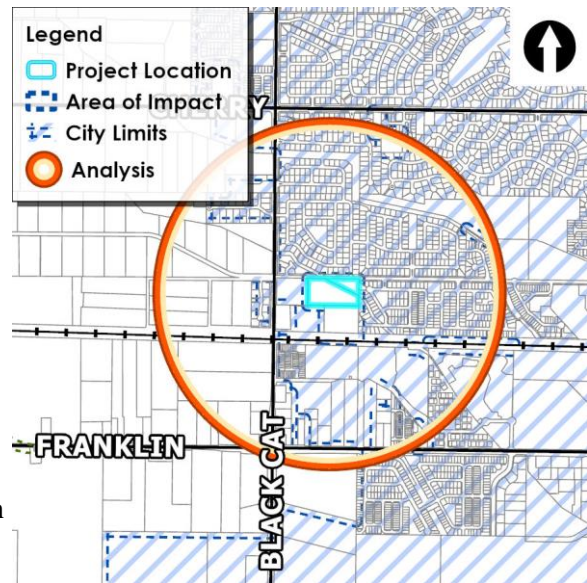 Legend
Project Location
Area of Impact
City Limits
Analysis
CHERRY
FRANKLIN
BLACK CAT
n